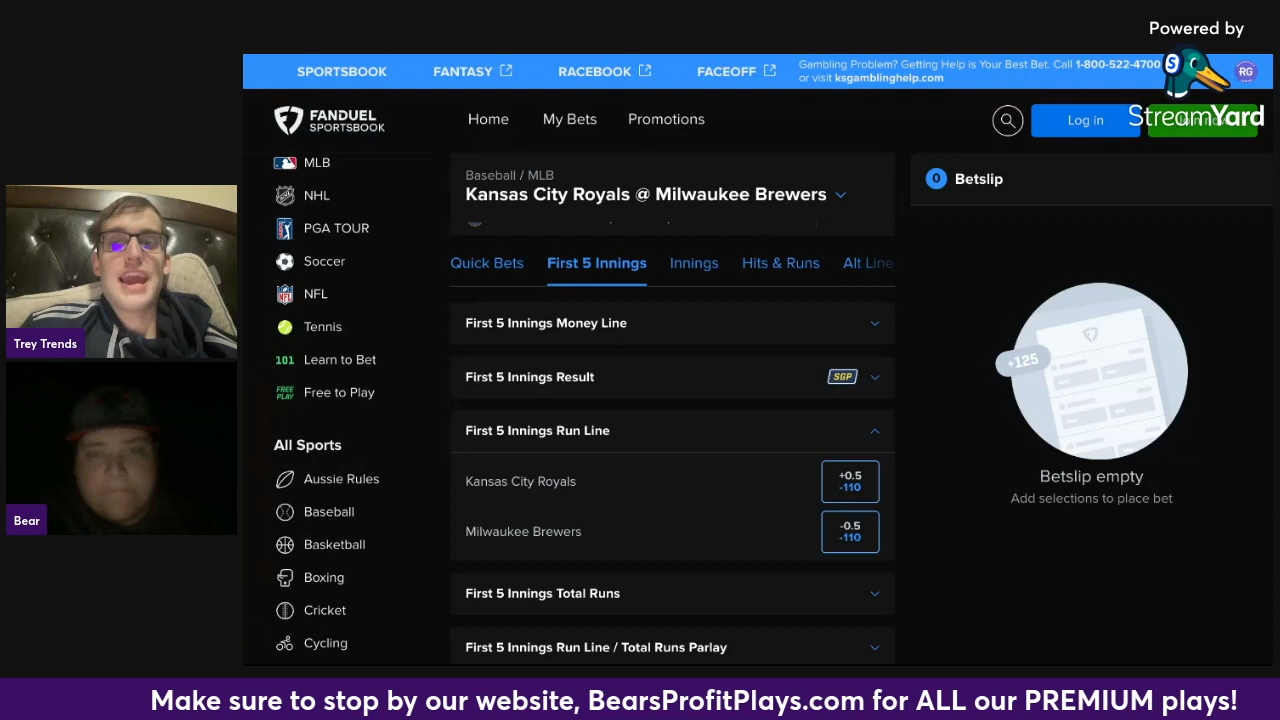 Powered by
StreamYard
SPORTSBOOK
FANTASY
RACEBOOK
FACEOFF
Gambling Problem? Getting Help is Your Best Bet. Call 1-800-522-4700
or visit ksgamblinghelp.com
RG
FANDUEL
SPORTSBOOK
Home
My Bets
Promotions
Log in
MLB
NHL
PGA TOUR
Soccer
NFL
Tennis
101
Learn to Bet
FREE
PLAY
Free to Play
All Sports
Aussie Rules
Baseball
Basketball
Boxing
Cricket
Cycling
Baseball / MLB
Kansas City Royals @ Milwaukee Brewers
Quick Bets
First 5 Innings
Innings
Hits & Runs
Alt Line
First 5 Innings Money Line
First 5 Innings Result
SGP
First 5 Innings Run Line
Kansas City Royals
+0.5
-110
Milwaukee Brewers
-0.5
-110
First 5 Innings Total Runs
First 5 Innings Run Line / Total Runs Parlay
0
Betslip
+125
Betslip empty
Add selections to place bet
Trey Trends
Bear
Make sure to stop by our website, BearsProfitPlays.com for ALL our PREMIUM plays!